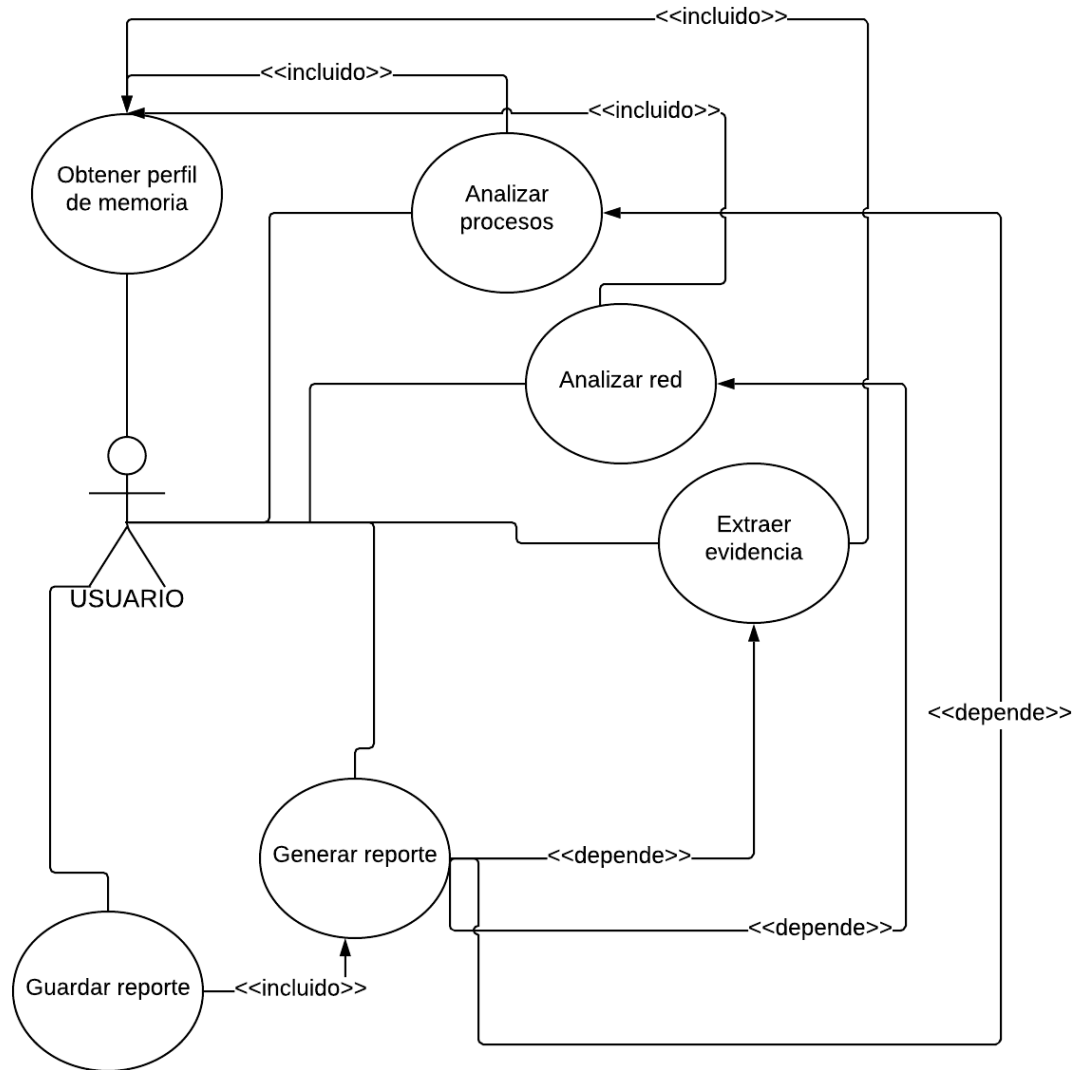 <<incluido>>
<<incluido>>
<<incluido>>
Obtener perfil
de memoria
Analizar
procesos
Analizar red
Extraer
evidencia
USUARIO
<<depende>>
Generar reporte
<<depende>>
<<depende>>
Guardar reporte
<<incluido>>